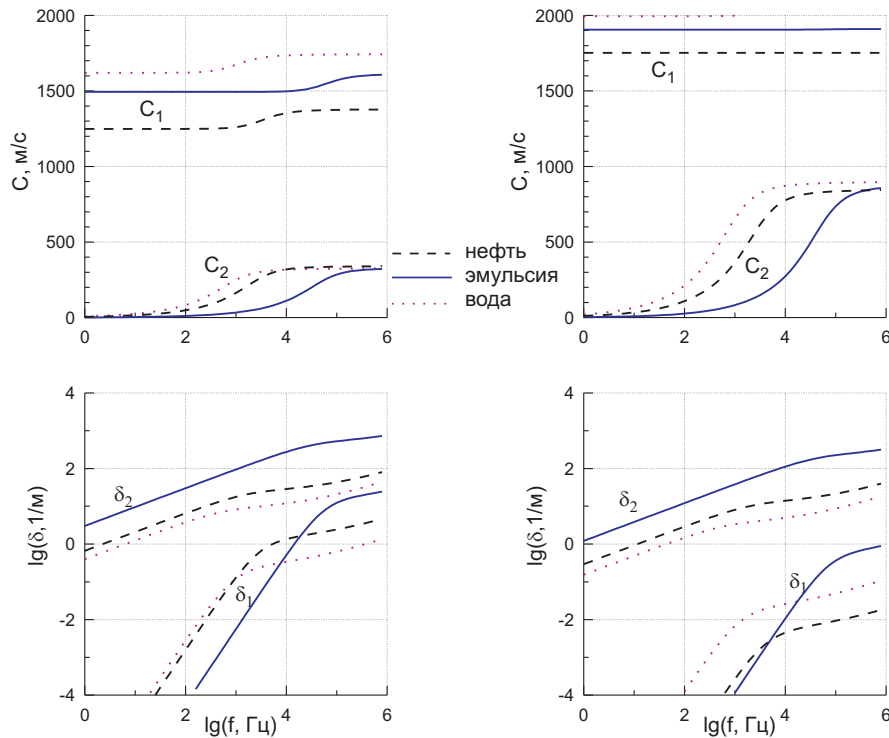 2000
1500
1000
500
0
0
2
4
6
C, м/с
C1
C2
нефть
эмульсия
вода
2000
1500
1000
500
0
0
2
4
6
C, м/с
C1
C2
4
2
0
-2
-4
0
2
4
6
lg(δ,1/м)
lg(f, Гц)
δ2
δ1
4
2
0
-2
-4
0
2
4
6
lg(δ,1/м)
lg(f, Гц)
δ2
δ1